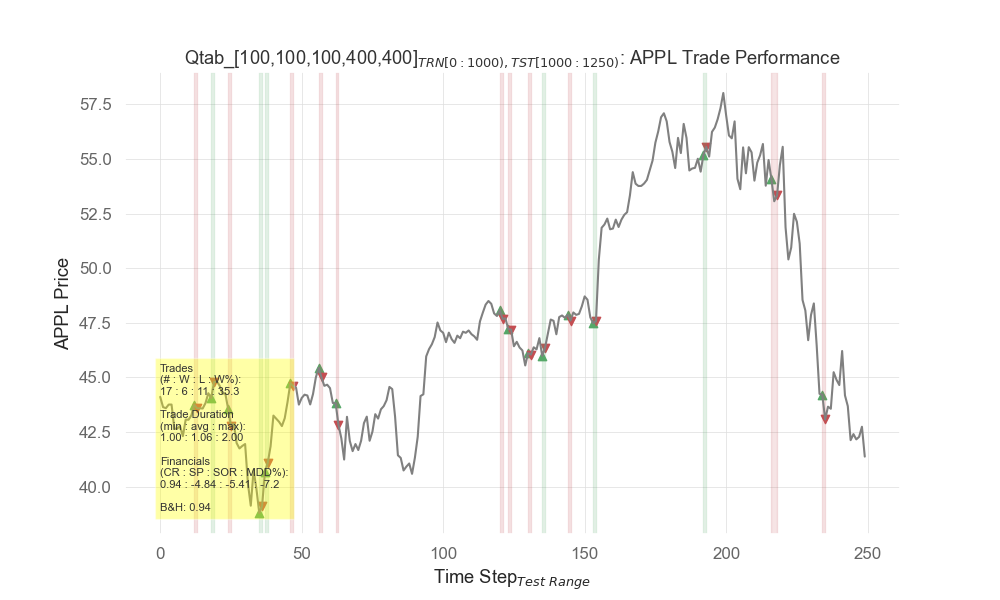 Qtab_[100,100,100,400,400]TRN[0 : 1000), TST[1000 : 1250): APPL Trade Performance
57.5
55.0
52.5
50.0
47.5
45.0
42.5
40.0
APPL Price
Trades
(# : W : L : W%):
17 : 6 : 11 : 35.3
Trade Duration
(min : avg : max):
1.00 : 1.06 : 2.00
Financials
(CR : SP : SOR : MDD%):
0.94 : -4.84 : -5.41 : -7.2
B&H: 0.94
0 50 100 150 200 250
Time StepTest Range